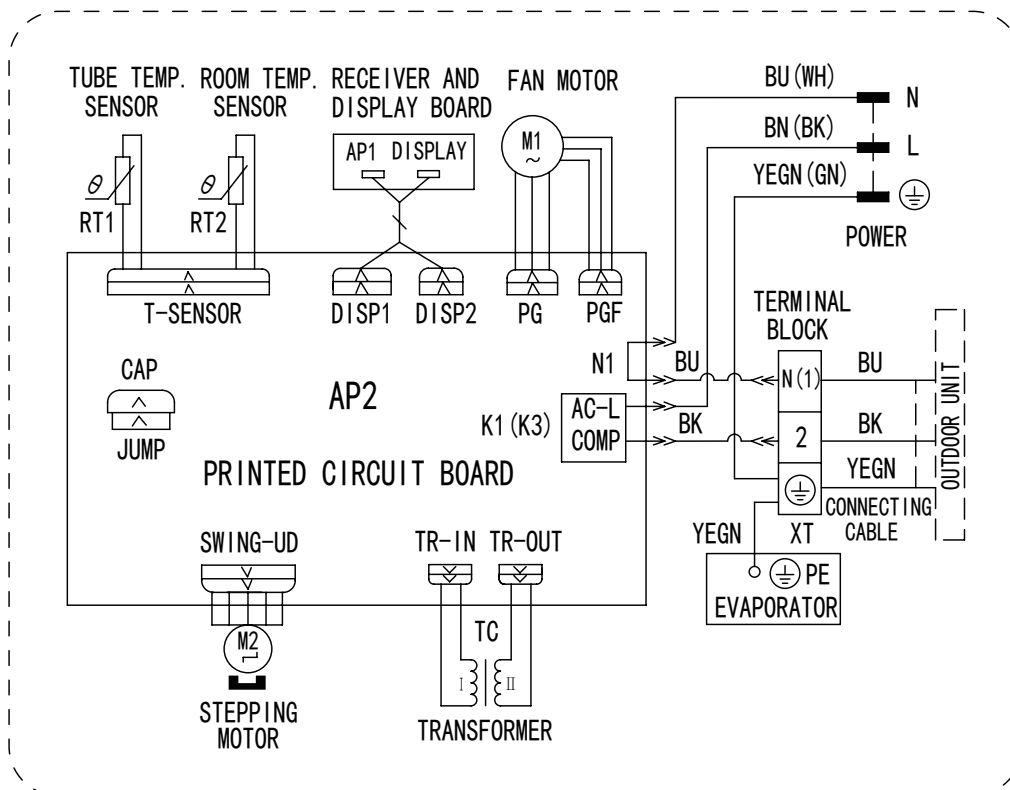 TUBE TEMP. SENSOR
ROOM TEMP. SENSOR
RECEIVER AND DISPLAY BOARD
FAN MOTOR
BU(WH)
N
BN(BK)
L
YEGN(GN)
POWER
AP1 DISPLAY
M1
~
θ
RT1
θ
RT2
T-SENSOR
DISP1
DISP2
PG
PGF
TERMINAL BLOCK
N1
BU
N(1)
BU
CAP
JUMP
AP2
K1(K3)
AC-L
COMP
BK
2
BK
YEGN
OUTDOOR UNIT
PRINTED CIRCUIT BOARD
CONNECTING CABLE
XT
YEGN
PE
EVAPORATOR
SWING-UD
TR-IN
TR-OUT
M2
TC
I
II
STEPPING MOTOR
TRANSFORMER